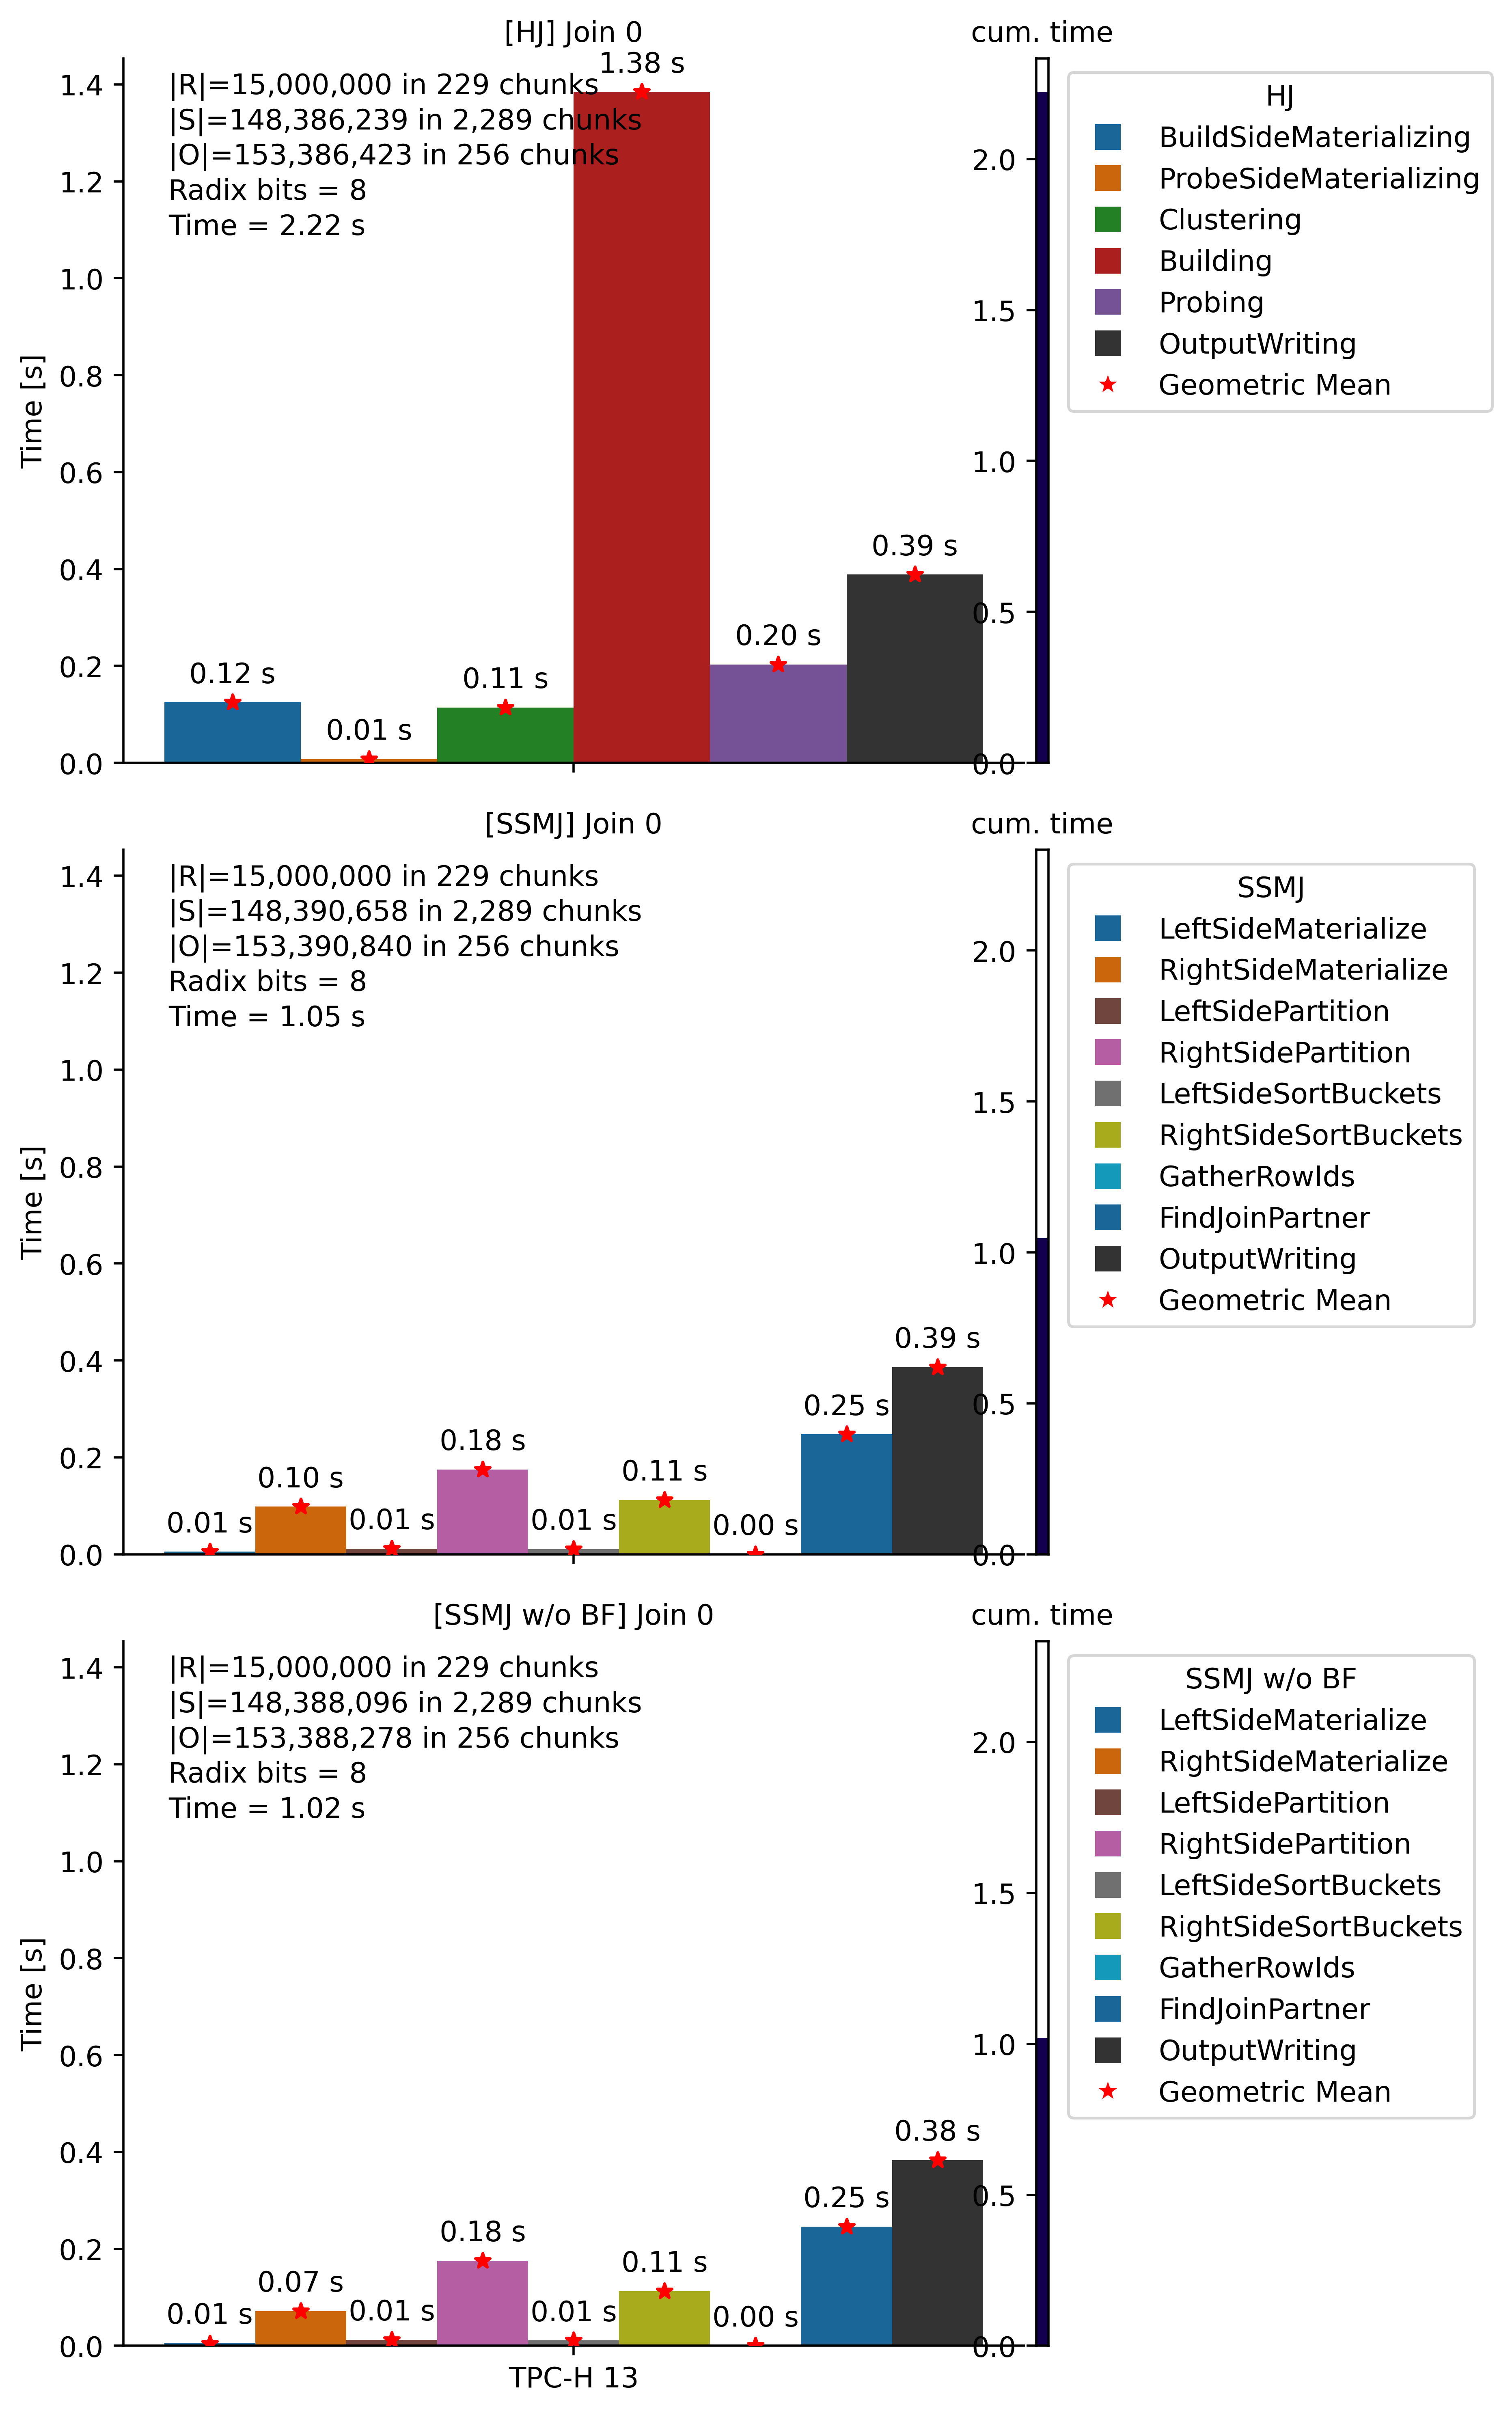 [HJ] Join 0
cum. time
|R|=15,000,000 in 229 chunks
|S|=148,386,239 in 2,289 chunks
|O|=153,386,423 in 256 chunks
Radix bits = 8
Time = 2.22 s
Time [s]
1.4
1.2
1.0
0.8
0.6
0.4
0.2
0.0
0.12 s
0.01 s
0.11 s
1.38 s
0.20 s
0.39 s
2.0
1.5
1.0
0.5
0.0
HJ
BuildSideMaterializing
ProbeSideMaterializing
Clustering
Building
Probing
OutputWriting
Geometric Mean
[SSMJ] Join 0
cum. time
|R|=15,000,000 in 229 chunks
|S|=148,390,658 in 2,289 chunks
|O|=153,390,840 in 256 chunks
Radix bits = 8
Time = 1.05 s
Time [s]
1.4
1.2
1.0
0.8
0.6
0.4
0.2
0.0
0.01 s
0.10 s
0.01 s
0.18 s
0.01 s
0.11 s
0.00 s
0.25 s
0.39 s
2.0
1.5
1.0
0.5
0.0
SSMJ
LeftSideMaterialize
RightSideMaterialize
LeftSidePartition
RightSidePartition
LeftSideSortBuckets
RightSideSortBuckets
GatherRowIds
FindJoinPartner
OutputWriting
Geometric Mean
[SSMJ w/o BF] Join 0
cum. time
|R|=15,000,000 in 229 chunks
|S|=148,388,096 in 2,289 chunks
|O|=153,388,278 in 256 chunks
Radix bits = 8
Time = 1.02 s
Time [s]
1.4
1.2
1.0
0.8
0.6
0.4
0.2
0.0
0.01 s
0.07 s
0.01 s
0.18 s
0.01 s
0.11 s
0.00 s
0.25 s
0.38 s
2.0
1.5
1.0
0.5
0.0
SSMJ w/o BF
LeftSideMaterialize
RightSideMaterialize
LeftSidePartition
RightSidePartition
LeftSideSortBuckets
RightSideSortBuckets
GatherRowIds
FindJoinPartner
OutputWriting
Geometric Mean
TPC-H 13